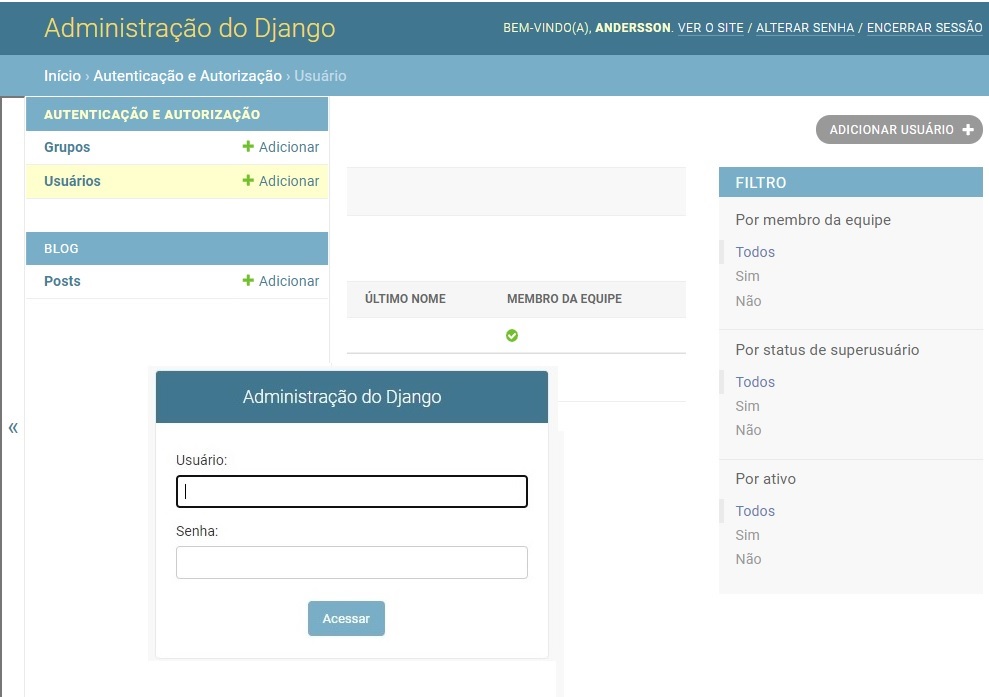 Administração do Django
BEM-VINDO(A), ANDERSSON. VER O SITE / ALTERAR SENHA / ENCERRAR SESSÃO
Início › Autenticação e Autorização › Usuário
AUTENTICAÇÃO E AUTORIZAÇÃO
Grupos + Adicionar
Usuários + Adicionar
BLOG
Posts + Adicionar
«
ADICIONAR USUÁRIO +
ÚLTIMO NOME MEMBRO DA EQUIPE
FILTRO
Por membro da equipe
Todos
Sim
Não
Por status de superusuário
Todos
Sim
Não
Por ativo
Todos
Sim
Não
Administração do Django
Usuário:
Senha:
Acessar